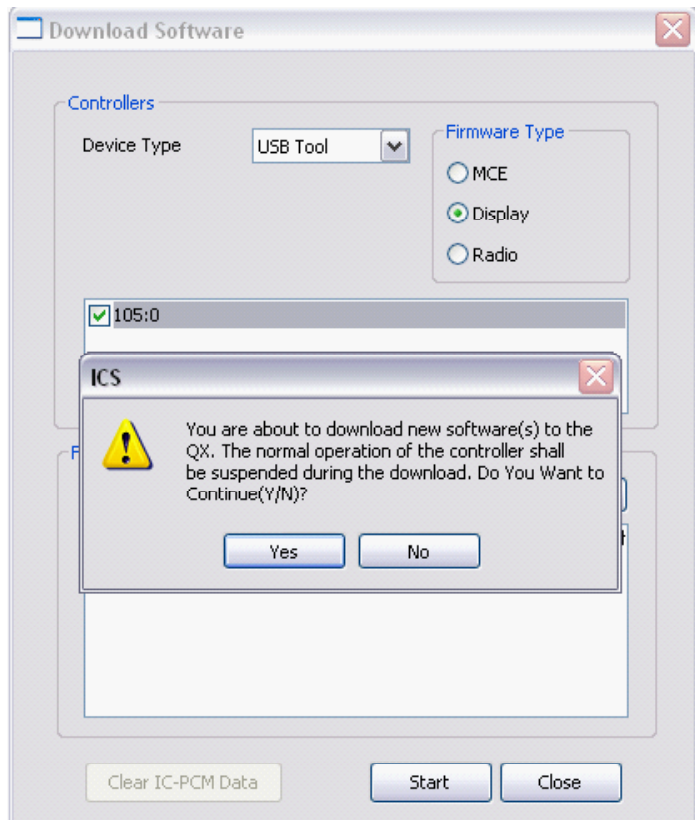 Download Software
Controllers
Device Type
USB Tool
Firmware Type
MCE
Display
Radio
105:0
ICS
You are about to download new software(s) to the
QX. The normal operation of the controller shall
be suspended during the download. Do You Want to
Continue(Y/N)?
Yes
No
Clear IC-PCM Data
Start
Close